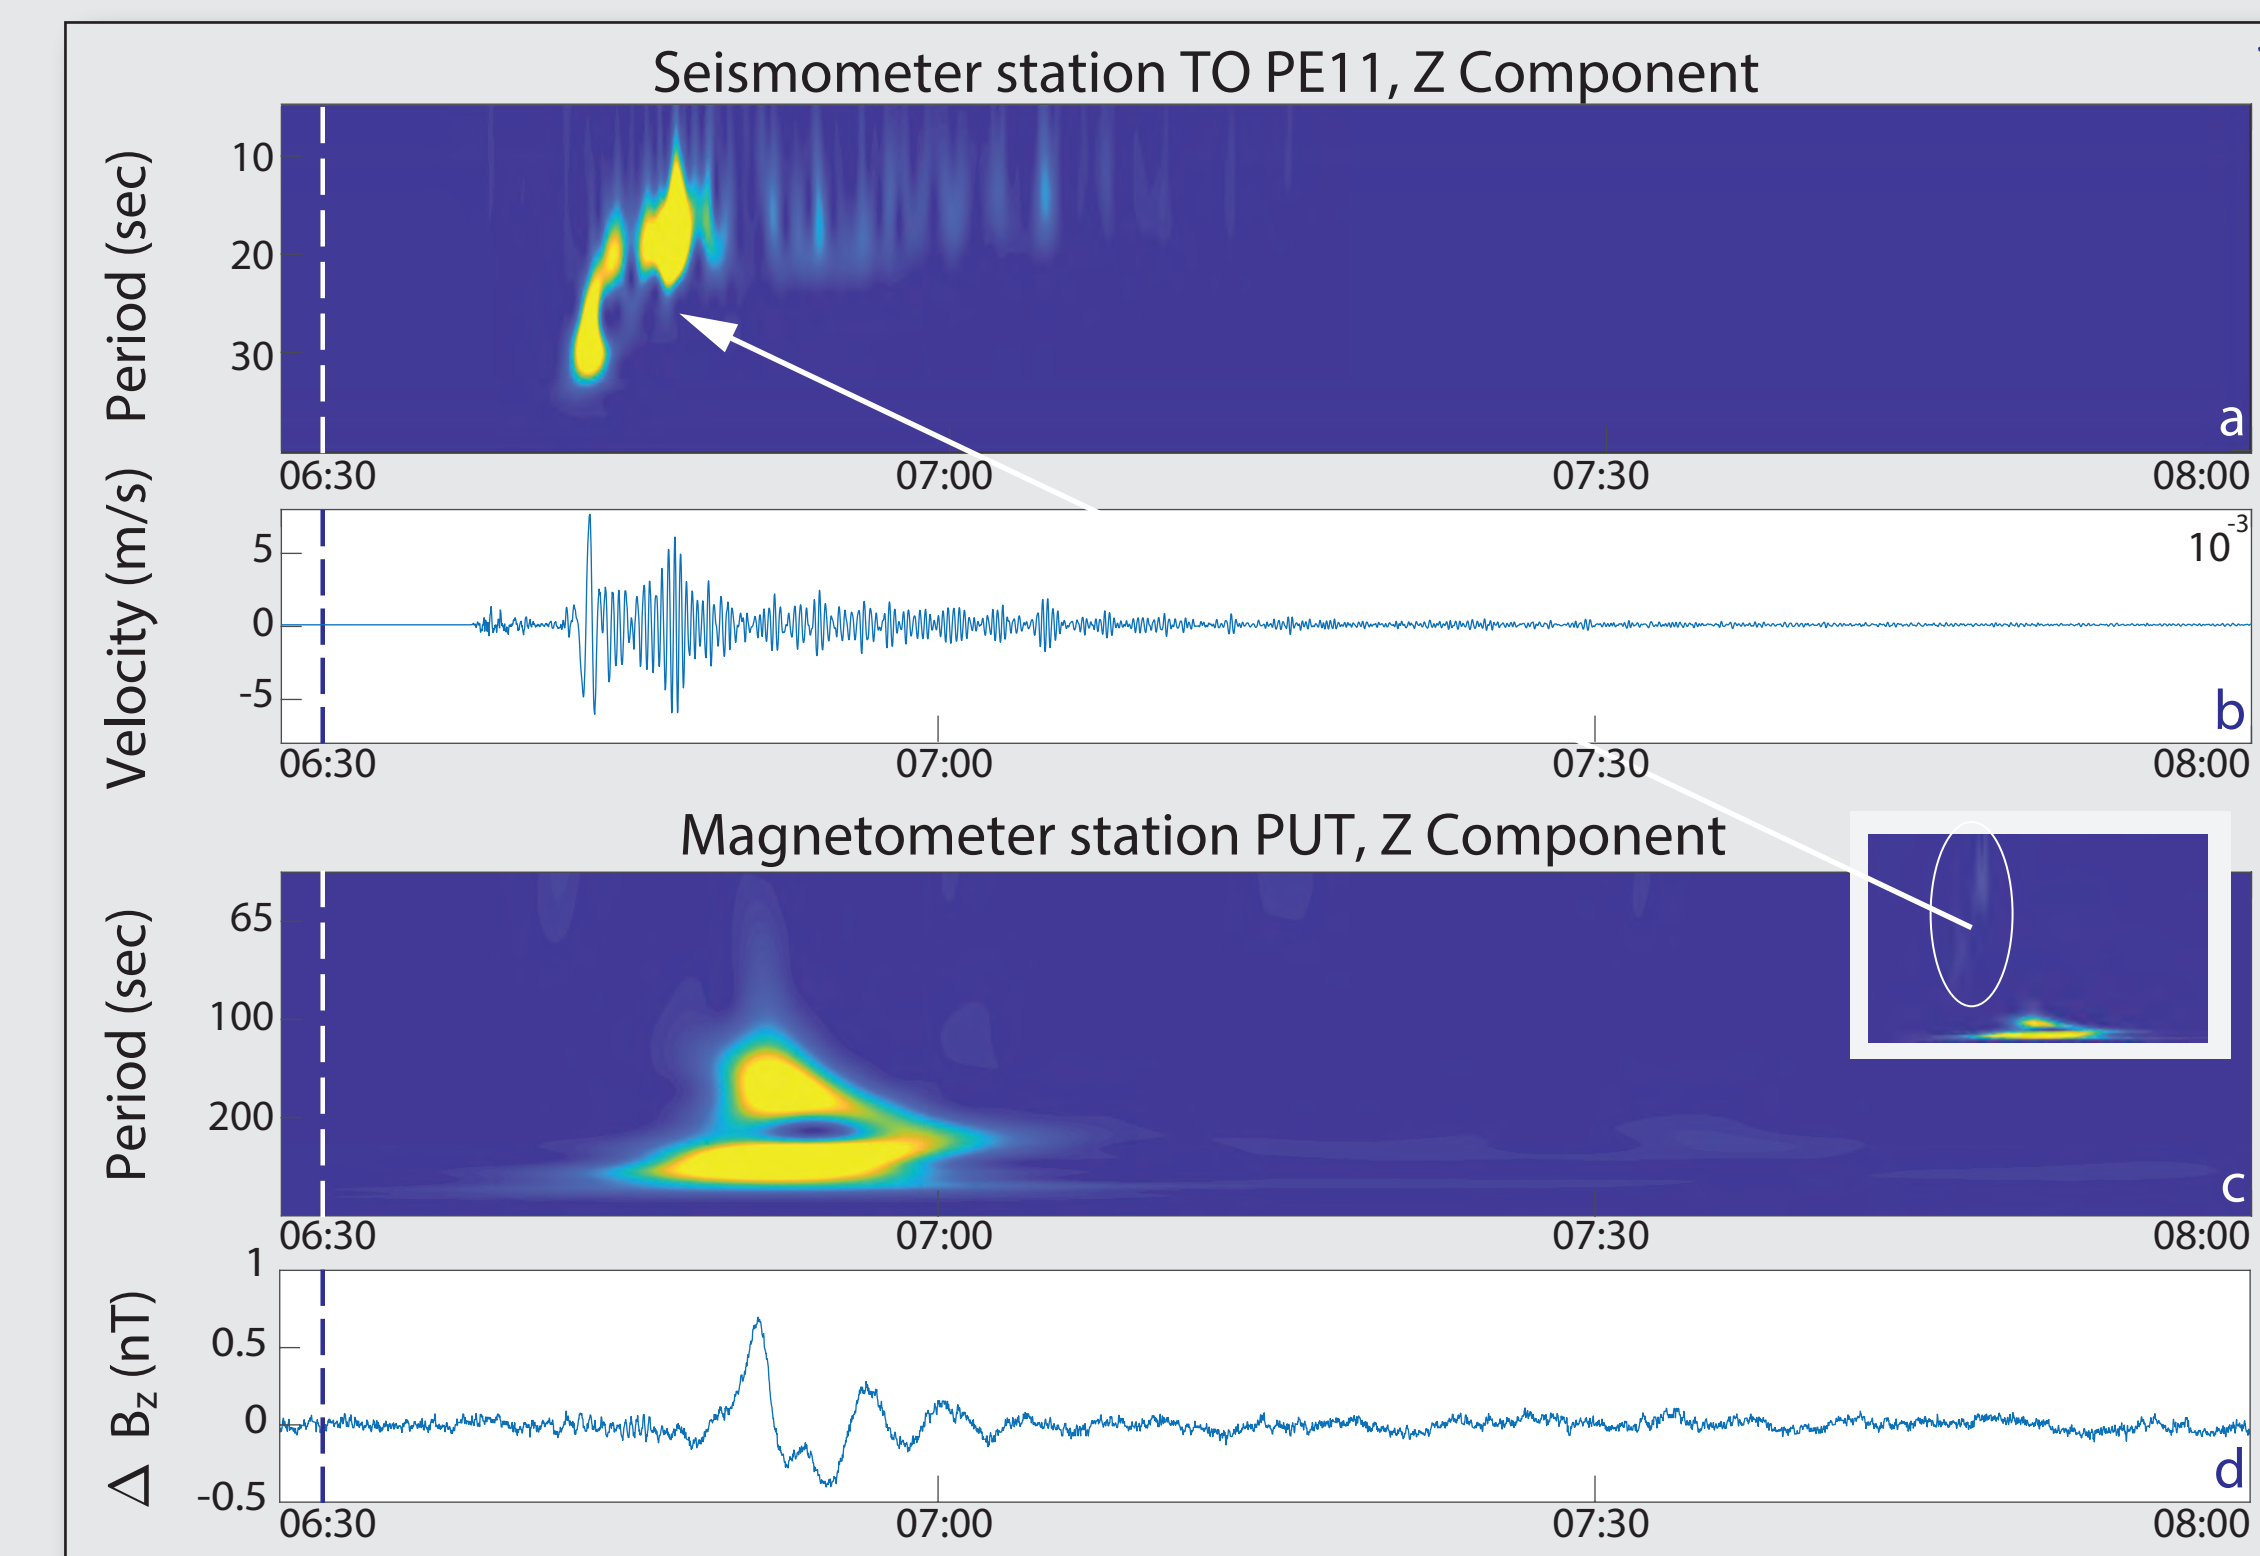 Seismometer station TO PE11, Z Component
Period (sec)
10
20
30
a
06:30 07:00 07:30 08:00
Velocity (m/s)
5
0
-5
10-3
b
06:30 07:00 07:30 08:00
Magnetometer station PUT, Z Component
Period (sec)
65
100
200
c
06:30 07:00 07:30 08:00
Δ Bz (nT)
1
0.5
0
-0.5
d
06:30 07:00 07:30 08:00